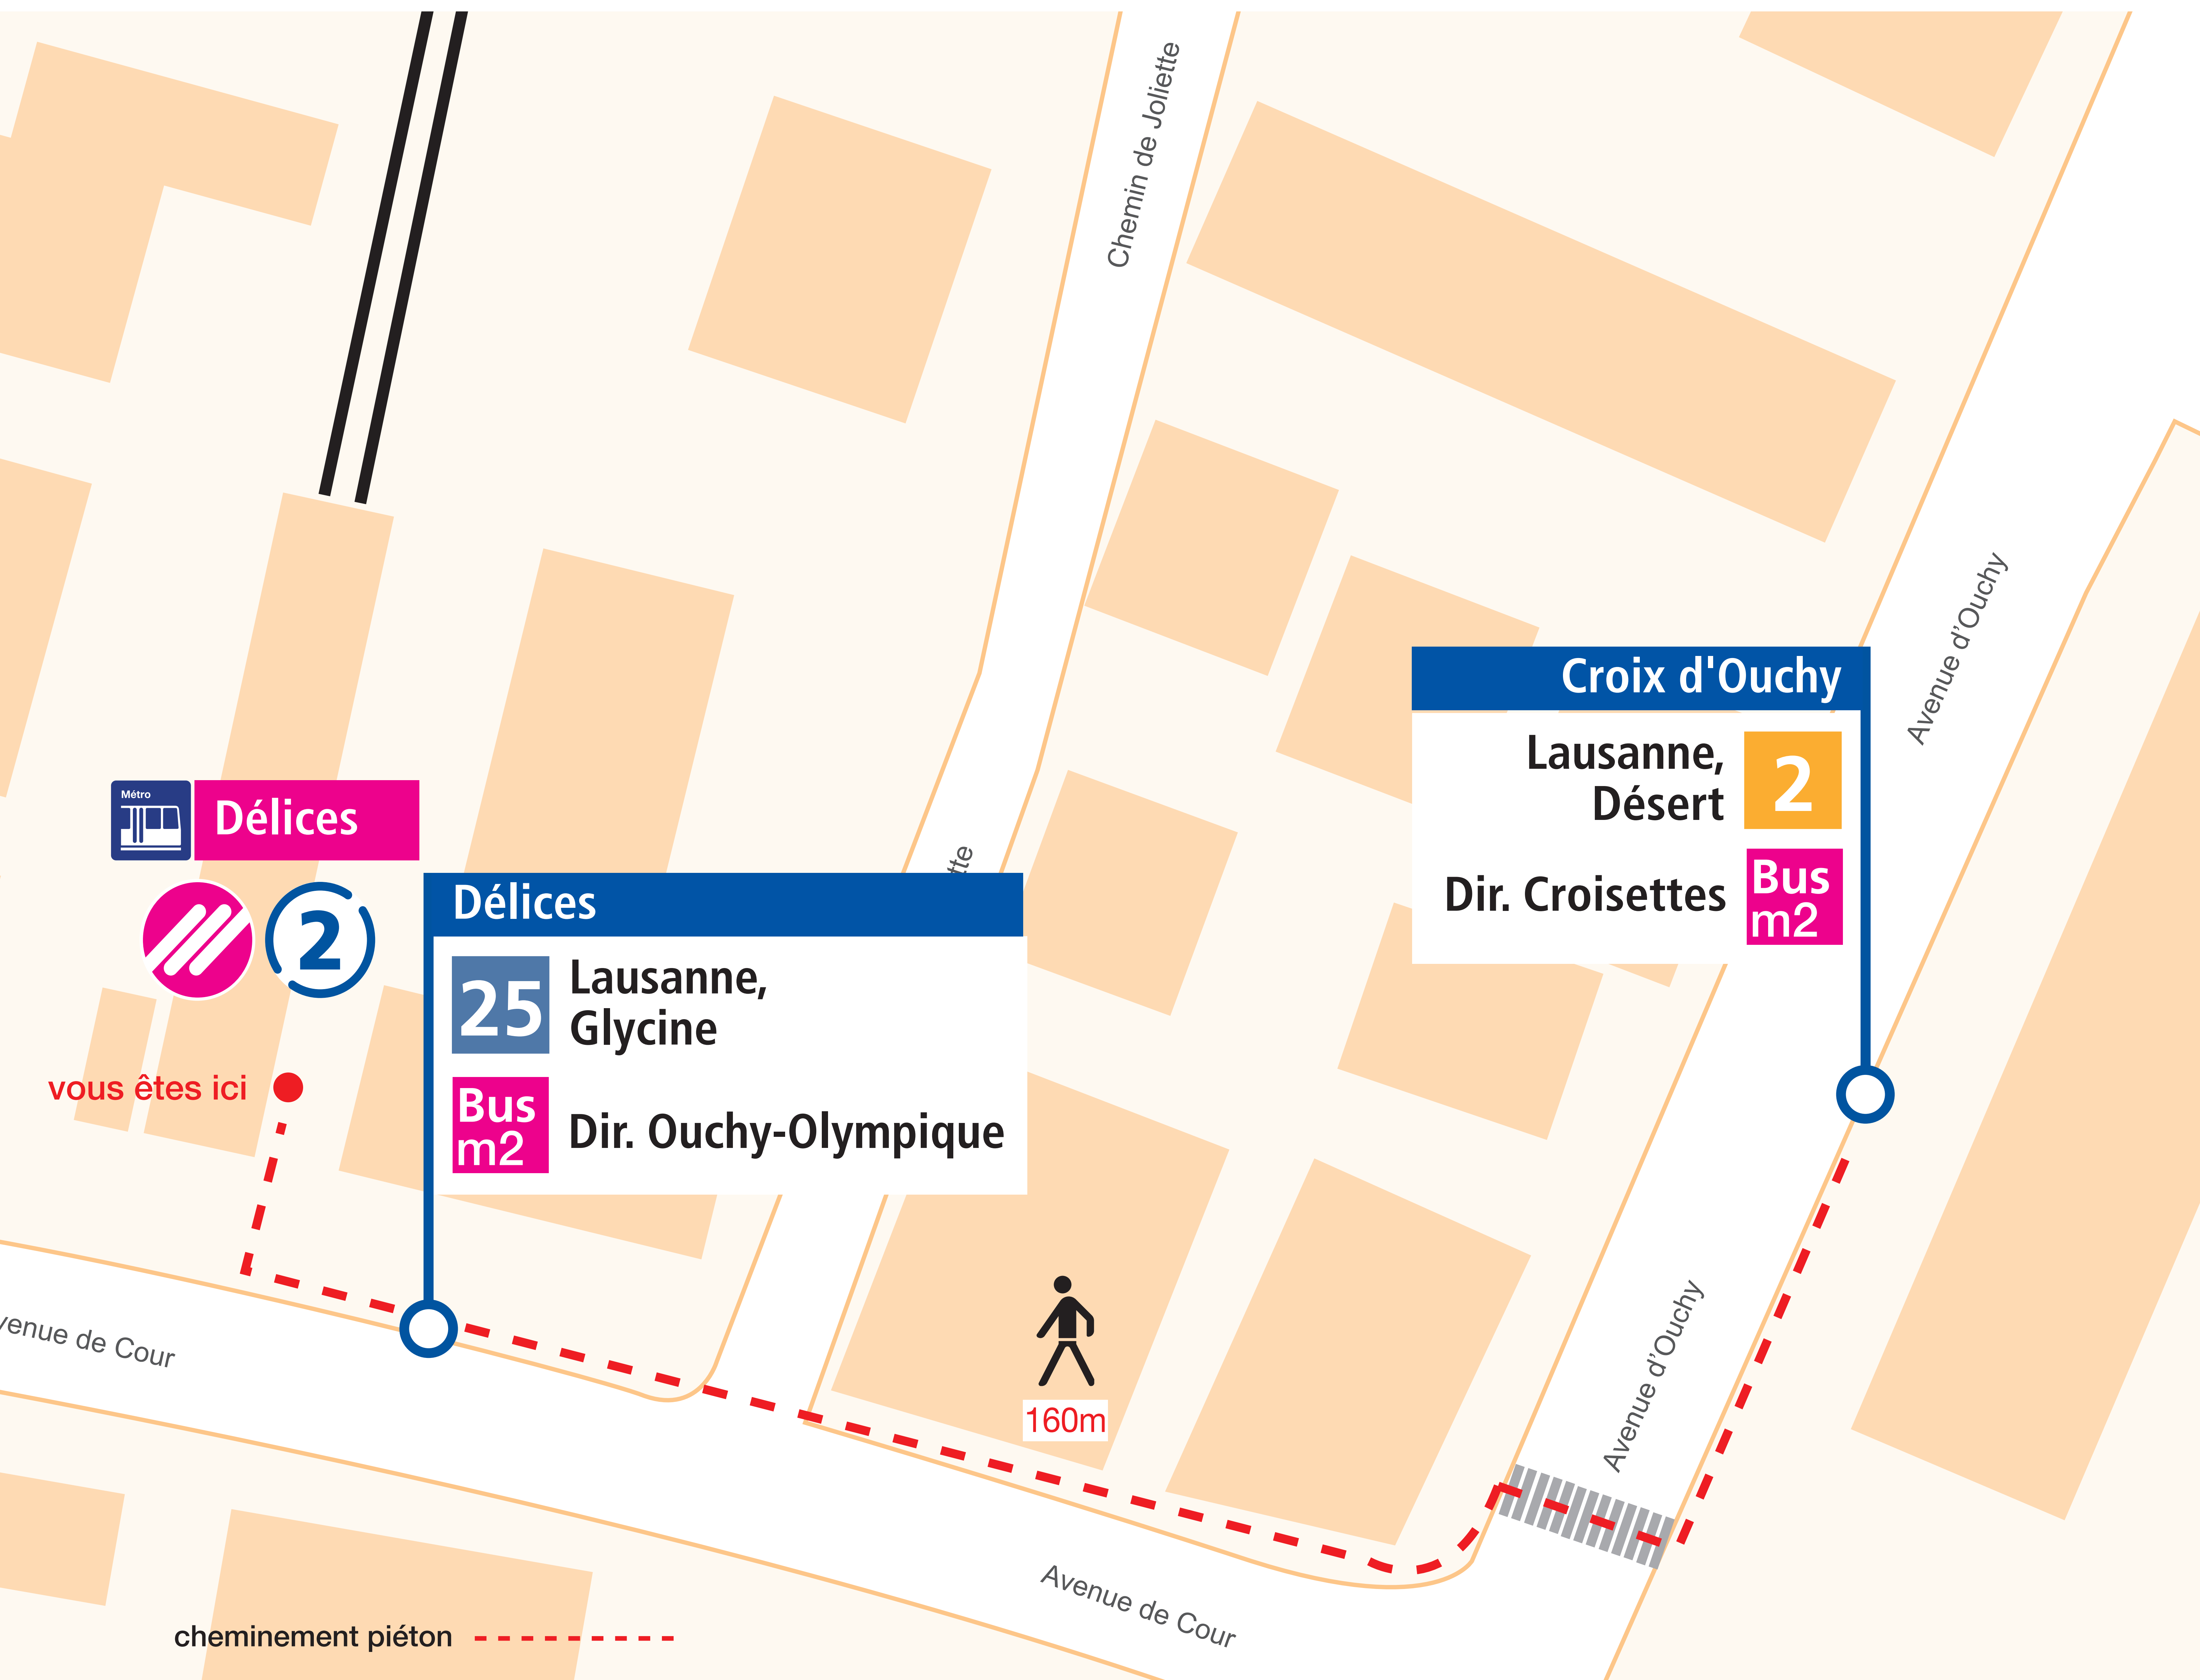 Chemin de Joliette
Avenue d'Ouchy
Croix d'Ouchy
Lausanne,
Désert
2
Dir. Croisettes
Bus
m2
Métro
Délices
2
Délices
25
Lausanne,
Glycine
Bus
m2
Dir. Ouchy-Olympique
vous êtes ici
venue de Cour
160m
Avenue d'Ouchy
Avenue de Cour
cheminement piéton